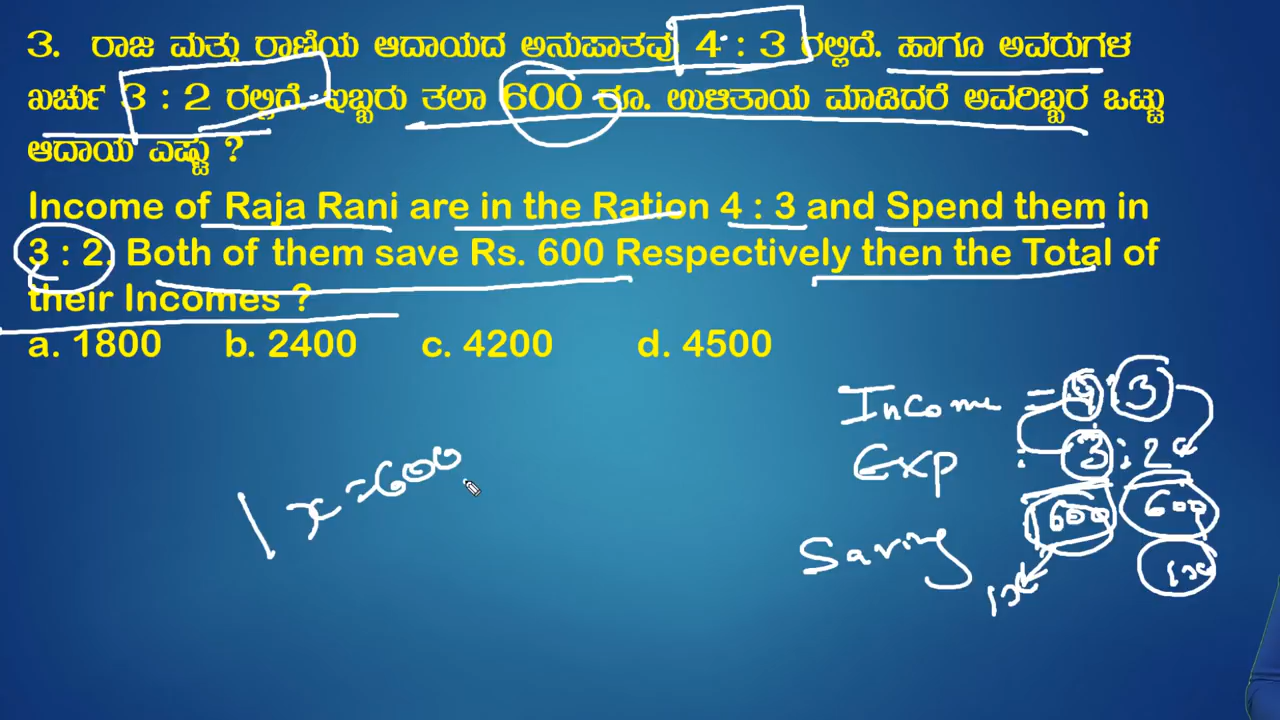 3. ರಾಜ ಮತ್ತು ರಾಣಿಯ ಆದಾಯದ ಅನುಪಾತವು 4 : 3 ರಲ್ಲಿದೆ. ಹಾಗೂ ಅವರುಗಳ
ಖರ್ಚು 3 : 2 ರಲ್ಲಿದೆ. ಇಬ್ಬರು ತಲಾ 600 ರೂ. ಉಳಿತಾಯ ಮಾಡಿದರೆ ಅವರಿಬ್ಬರ ಒಟ್ಟು
ಆದಾಯ ಎಷ್ಟು ?
Income of Raja Rani are in the Ration 4 : 3 and Spend them in
3 : 2. Both of them save Rs. 600 Respectively then the Total of
their Incomes ?
a. 1800 b. 2400 c. 4200 d. 4500
Income = 4 : 3
Exp : 3 : 2
1x = 600
Saving 600 600
1x 1x